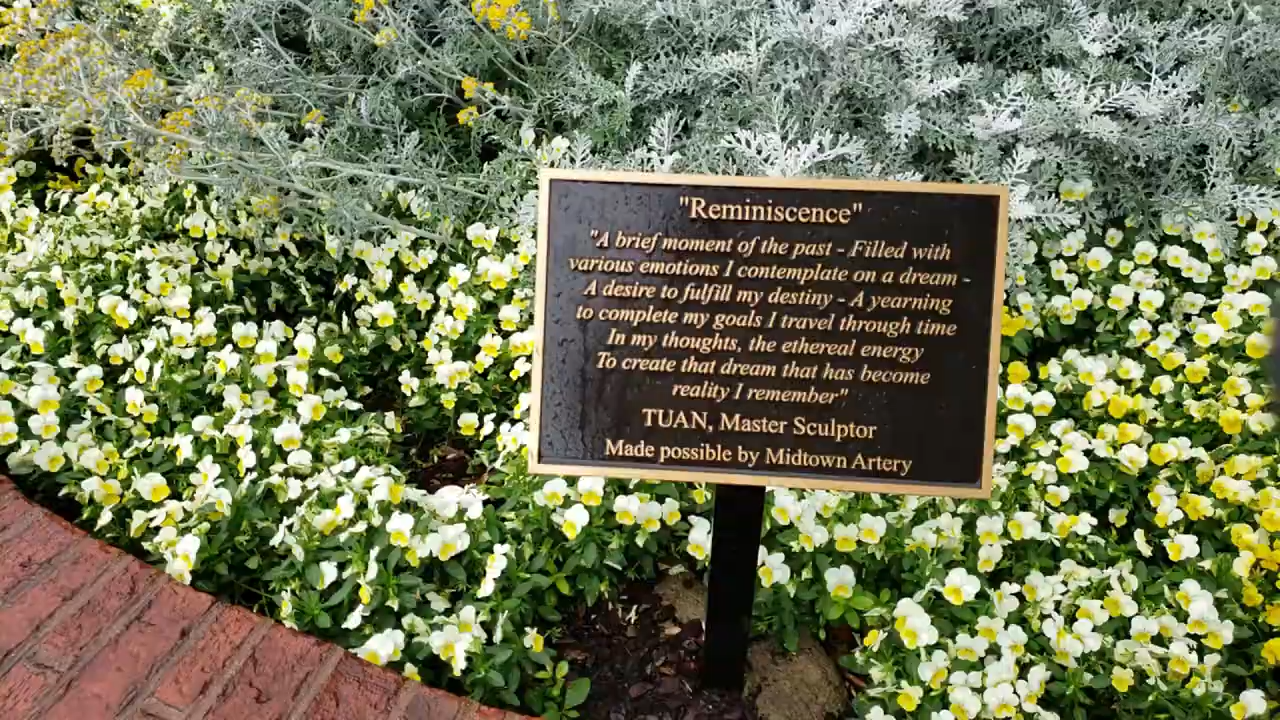 "Reminiscence"
"A brief moment of the past - Filled with
various emotions I contemplate on a dream -
A desire to fulfill my destiny - A yearning
to complete my goals I travel through time
In my thoughts, the ethereal energy
To create that dream that has become
reality I remember"
TUAN, Master Sculptor
Made possible by Midtown Artery